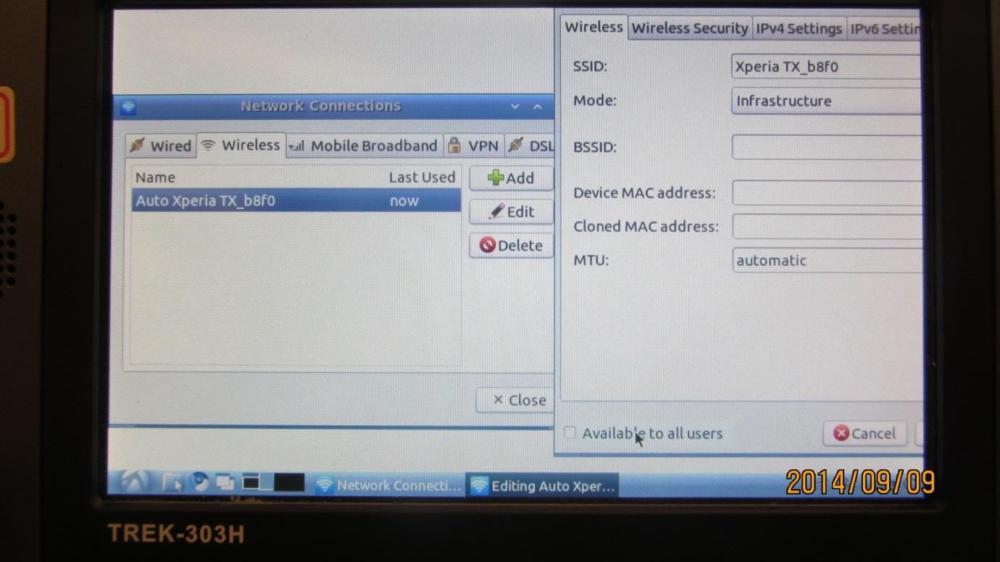 Wireless Wireless Security IPv4 Settings IPv6 Settin
SSID: Xperia TX_b8f0
Mode: Infrastructure
BSSID:
Device MAC address:
Cloned MAC address:
MTU: automatic
Available to all users
Cancel
Network Connections
Wired Wireless Mobile Broadband VPN DSL
Name Last Used
Auto Xperia TX_b8f0 now
Add
Edit
Delete
Close
Network Connecti... Editing Auto Xper...
2014/09/09
TREK-303H